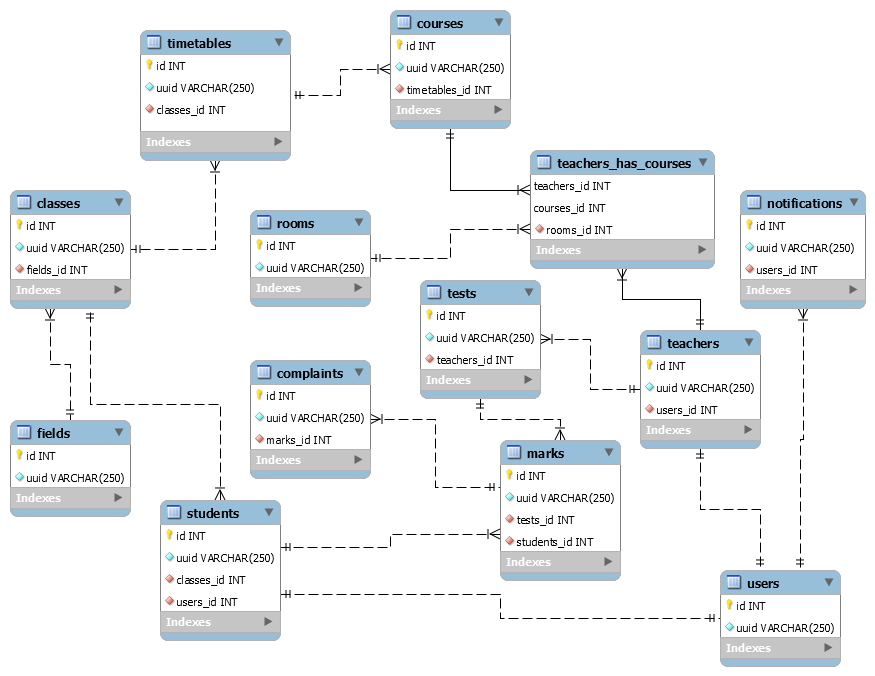 courses
id INT
uuid VARCHAR(250)
timetables_id INT
Indexes
timetables
id INT
uuid VARCHAR(250)
classes_id INT
Indexes
teachers_has_courses
teachers_id INT
courses_id INT
rooms_id INT
Indexes
classes
id INT
uuid VARCHAR(250)
fields_id INT
Indexes
rooms
id INT
uuid VARCHAR(250)
Indexes
notifications
id INT
uuid VARCHAR(250)
users_id INT
Indexes
tests
id INT
uuid VARCHAR(250)
teachers_id INT
Indexes
teachers
id INT
uuid VARCHAR(250)
users_id INT
Indexes
complaints
id INT
uuid VARCHAR(250)
marks_id INT
Indexes
fields
id INT
uuid VARCHAR(250)
Indexes
marks
id INT
uuid VARCHAR(250)
tests_id INT
students_id INT
Indexes
students
id INT
uuid VARCHAR(250)
classes_id INT
users_id INT
Indexes
users
id INT
uuid VARCHAR(250)
Indexes